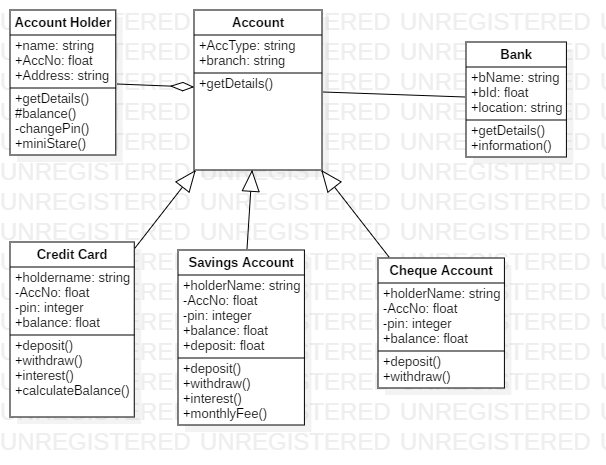 Account Holder
+name: string
+AccNo: float
+Address: string
+getDetails()
#balance()
-changePin()
+miniStare()
Account
+AccType: string
+branch: string
+getDetails()
Bank
+bName: string
+bId: float
+location: string
+getDetails()
+information()
Credit Card
+holdername: string
-AccNo: float
-pin: integer
+balance: float
+deposit()
+withdraw()
+interest()
+calculateBalance()
Savings Account
+holderName: string
-AccNo: float
-pin: integer
+balance: float
+deposit: float
+deposit()
+withdraw()
+interest()
+monthlyFee()
Cheque Account
+holderName: string
-AccNo: float
-pin: integer
+balance: float
+deposit()
+withdraw()
UNREGISTERED